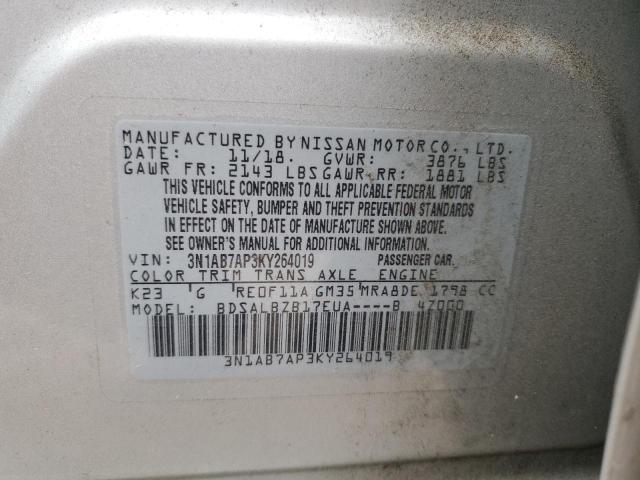 MANUFACTURED BY NISSAN MOTOR CO., LTD.
DATE: 11/18. GVWR: 3876 LBS
GAWR FR: 2143 LBS GAWR RR: 1881 LBS
THIS VEHICLE CONFORMS TO ALL APPLICABLE FEDERAL MOTOR
VEHICLE SAFETY, BUMPER AND THEFT PREVENTION STANDARDS
IN EFFECT ON THE DATE OF MANUFACTURE SHOWN ABOVE.
SEE OWNER'S MANUAL FOR ADDITIONAL INFORMATION.
VIN: 3N1AB7AP3KY264019 PASSENGER CAR
COLOR TRIM TRANS AXLE ENGINE
K23 G RE0F11A GM35 MRA8DE 1798 CC
MODEL: BDSALBZB17EUA----B 4Z000
3N1AB7AP3KY264019